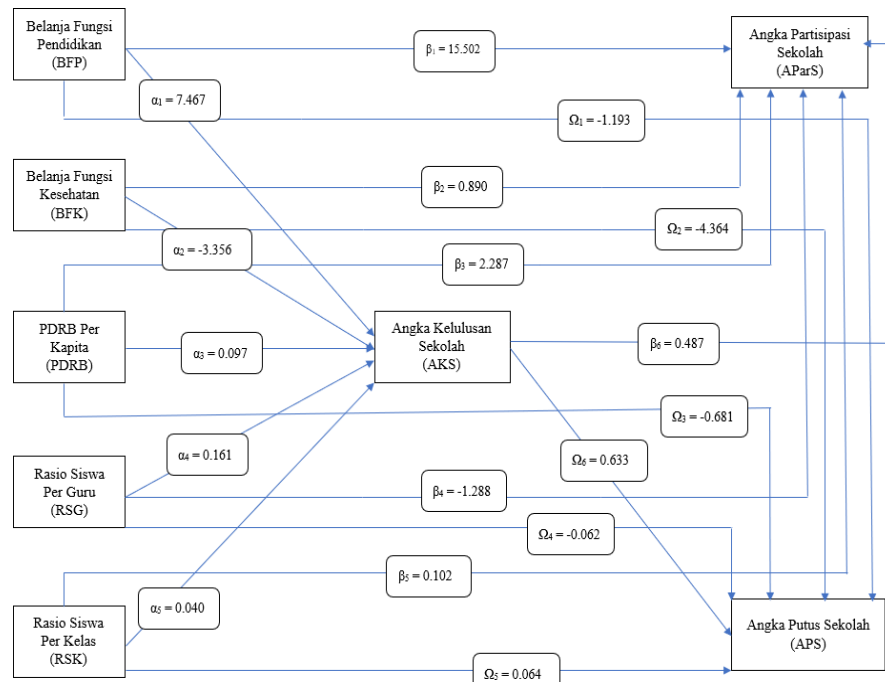 Belanja Fungsi
Pendidikan
(BFP)
β₁ = 15.502
Angka Partisipasi
Sekolah
(AParS)
α₁ = 7.467
Ω₁ = -1.193
Belanja Fungsi
Kesehatan
(BFK)
β₂ = 0.890
Ω₂ = -4.364
α₂ = -3.356
β₃ = 2.287
PDRB Per
Kapita
(PDRB)
α₃ = 0.097
Angka Kelulusan
Sekolah
(AKS)
β₆ = 0.487
Ω₃ = -0.681
α₄ = 0.161
Ω₆ = 0.633
Rasio Siswa
Per Guru
(RSG)
β₄ = -1.288
Ω₄ = -0.062
β₅ = 0.102
α₅ = 0.040
Rasio Siswa
Per Kelas
(RSK)
Angka Putus Sekolah
(APS)
Ω₅ = 0.064